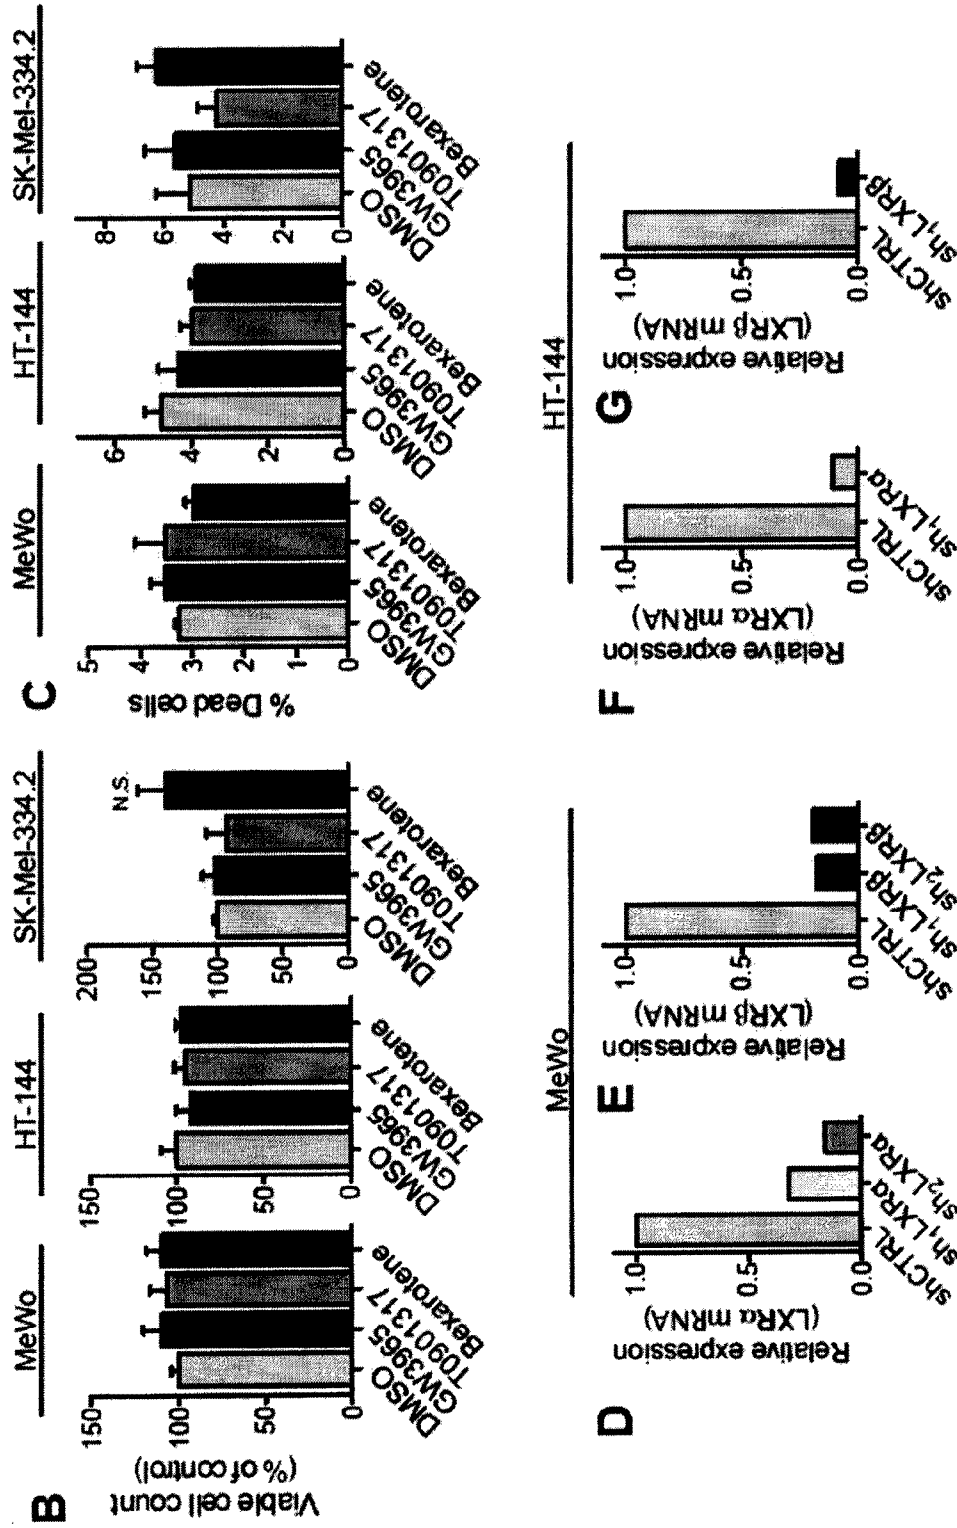 B
Viable cell count
(% of control)
MeWo
150
100
50
0
DMSO
GW3965
T0901317
Bexarotene
HT-144
150
100
50
0
DMSO
GW3965
T0901317
Bexarotene
SK-Mel-334.2
200
150
100
50
0
N.S.
DMSO
GW3965
T0901317
Bexarotene
C
% Dead cells
MeWo
5
4
3
2
1
0
DMSO
GW3965
T0901317
Bexarotene
HT-144
6
4
2
0
DMSO
GW3965
T0901317
Bexarotene
SK-Mel-334.2
8
6
4
2
0
DMSO
GW3965
T0901317
Bexarotene
MeWo
D
Relative expression
(LXRα mRNA)
1.0
0.5
0.0
shCTRL
sh1LXRα
sh2LXRα
E
Relative expression
(LXRβ mRNA)
1.0
0.5
0.0
shCTRL
sh1LXRβ
sh2LXRβ
HT-144
F
Relative expression
(LXRα mRNA)
1.0
0.5
0.0
shCTRL
sh1LXRα
G
Relative expression
(LXRβ mRNA)
1.0
0.5
0.0
shCTRL
sh1LXRβ